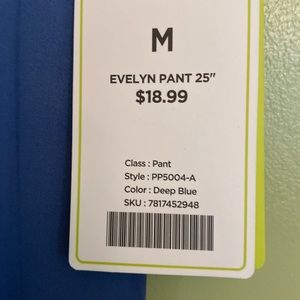 M
EVELYN PANT 25"
$18.99
Class : Pant
Style : PP5004-A
Color : Deep Blue
SKU : 7817452948